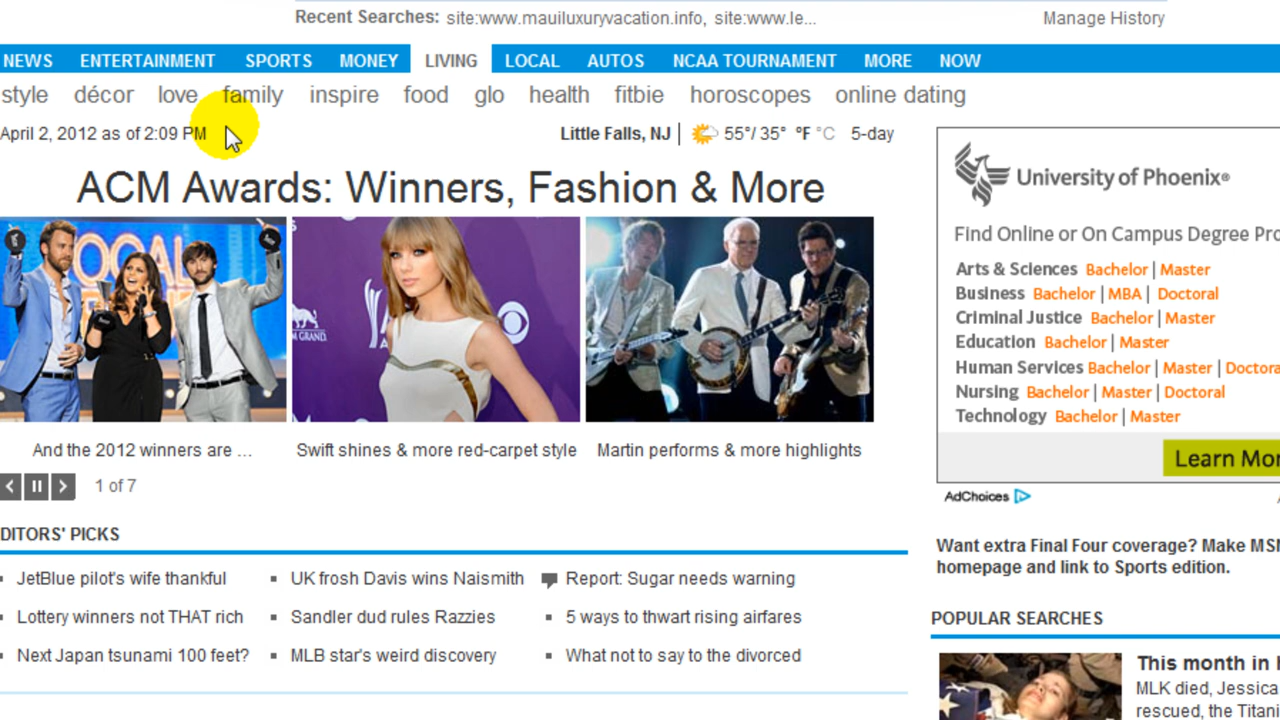 Recent Searches: site:www.mauiluxuryvacation.info, site:www.le... Manage History
NEWS ENTERTAINMENT SPORTS MONEY LIVING LOCAL AUTOS NCAA TOURNAMENT MORE NOW
style décor love family inspire food glo health fitbie horoscopes online dating
April 2, 2012 as of 2:09 PM Little Falls, NJ | 55°/ 35° °F °C 5-day
ACM Awards: Winners, Fashion & More
And the 2012 winners are ... Swift shines & more red-carpet style Martin performs & more highlights
1 of 7
DITORS' PICKS
JetBlue pilot's wife thankful UK frosh Davis wins Naismith Report: Sugar needs warning
Lottery winners not THAT rich Sandler dud rules Razzies 5 ways to thwart rising airfares
Next Japan tsunami 100 feet? MLB star's weird discovery What not to say to the divorced
University of Phoenix®
Find Online or On Campus Degree Pro
Arts & Sciences Bachelor | Master
Business Bachelor | MBA | Doctoral
Criminal Justice Bachelor | Master
Education Bachelor | Master
Human Services Bachelor | Master | Doctora
Nursing Bachelor | Master | Doctoral
Technology Bachelor | Master
Learn Mor
AdChoices
Want extra Final Four coverage? Make MSN
homepage and link to Sports edition.
POPULAR SEARCHES
This month in
MLK died, Jessica
rescued, the Titani